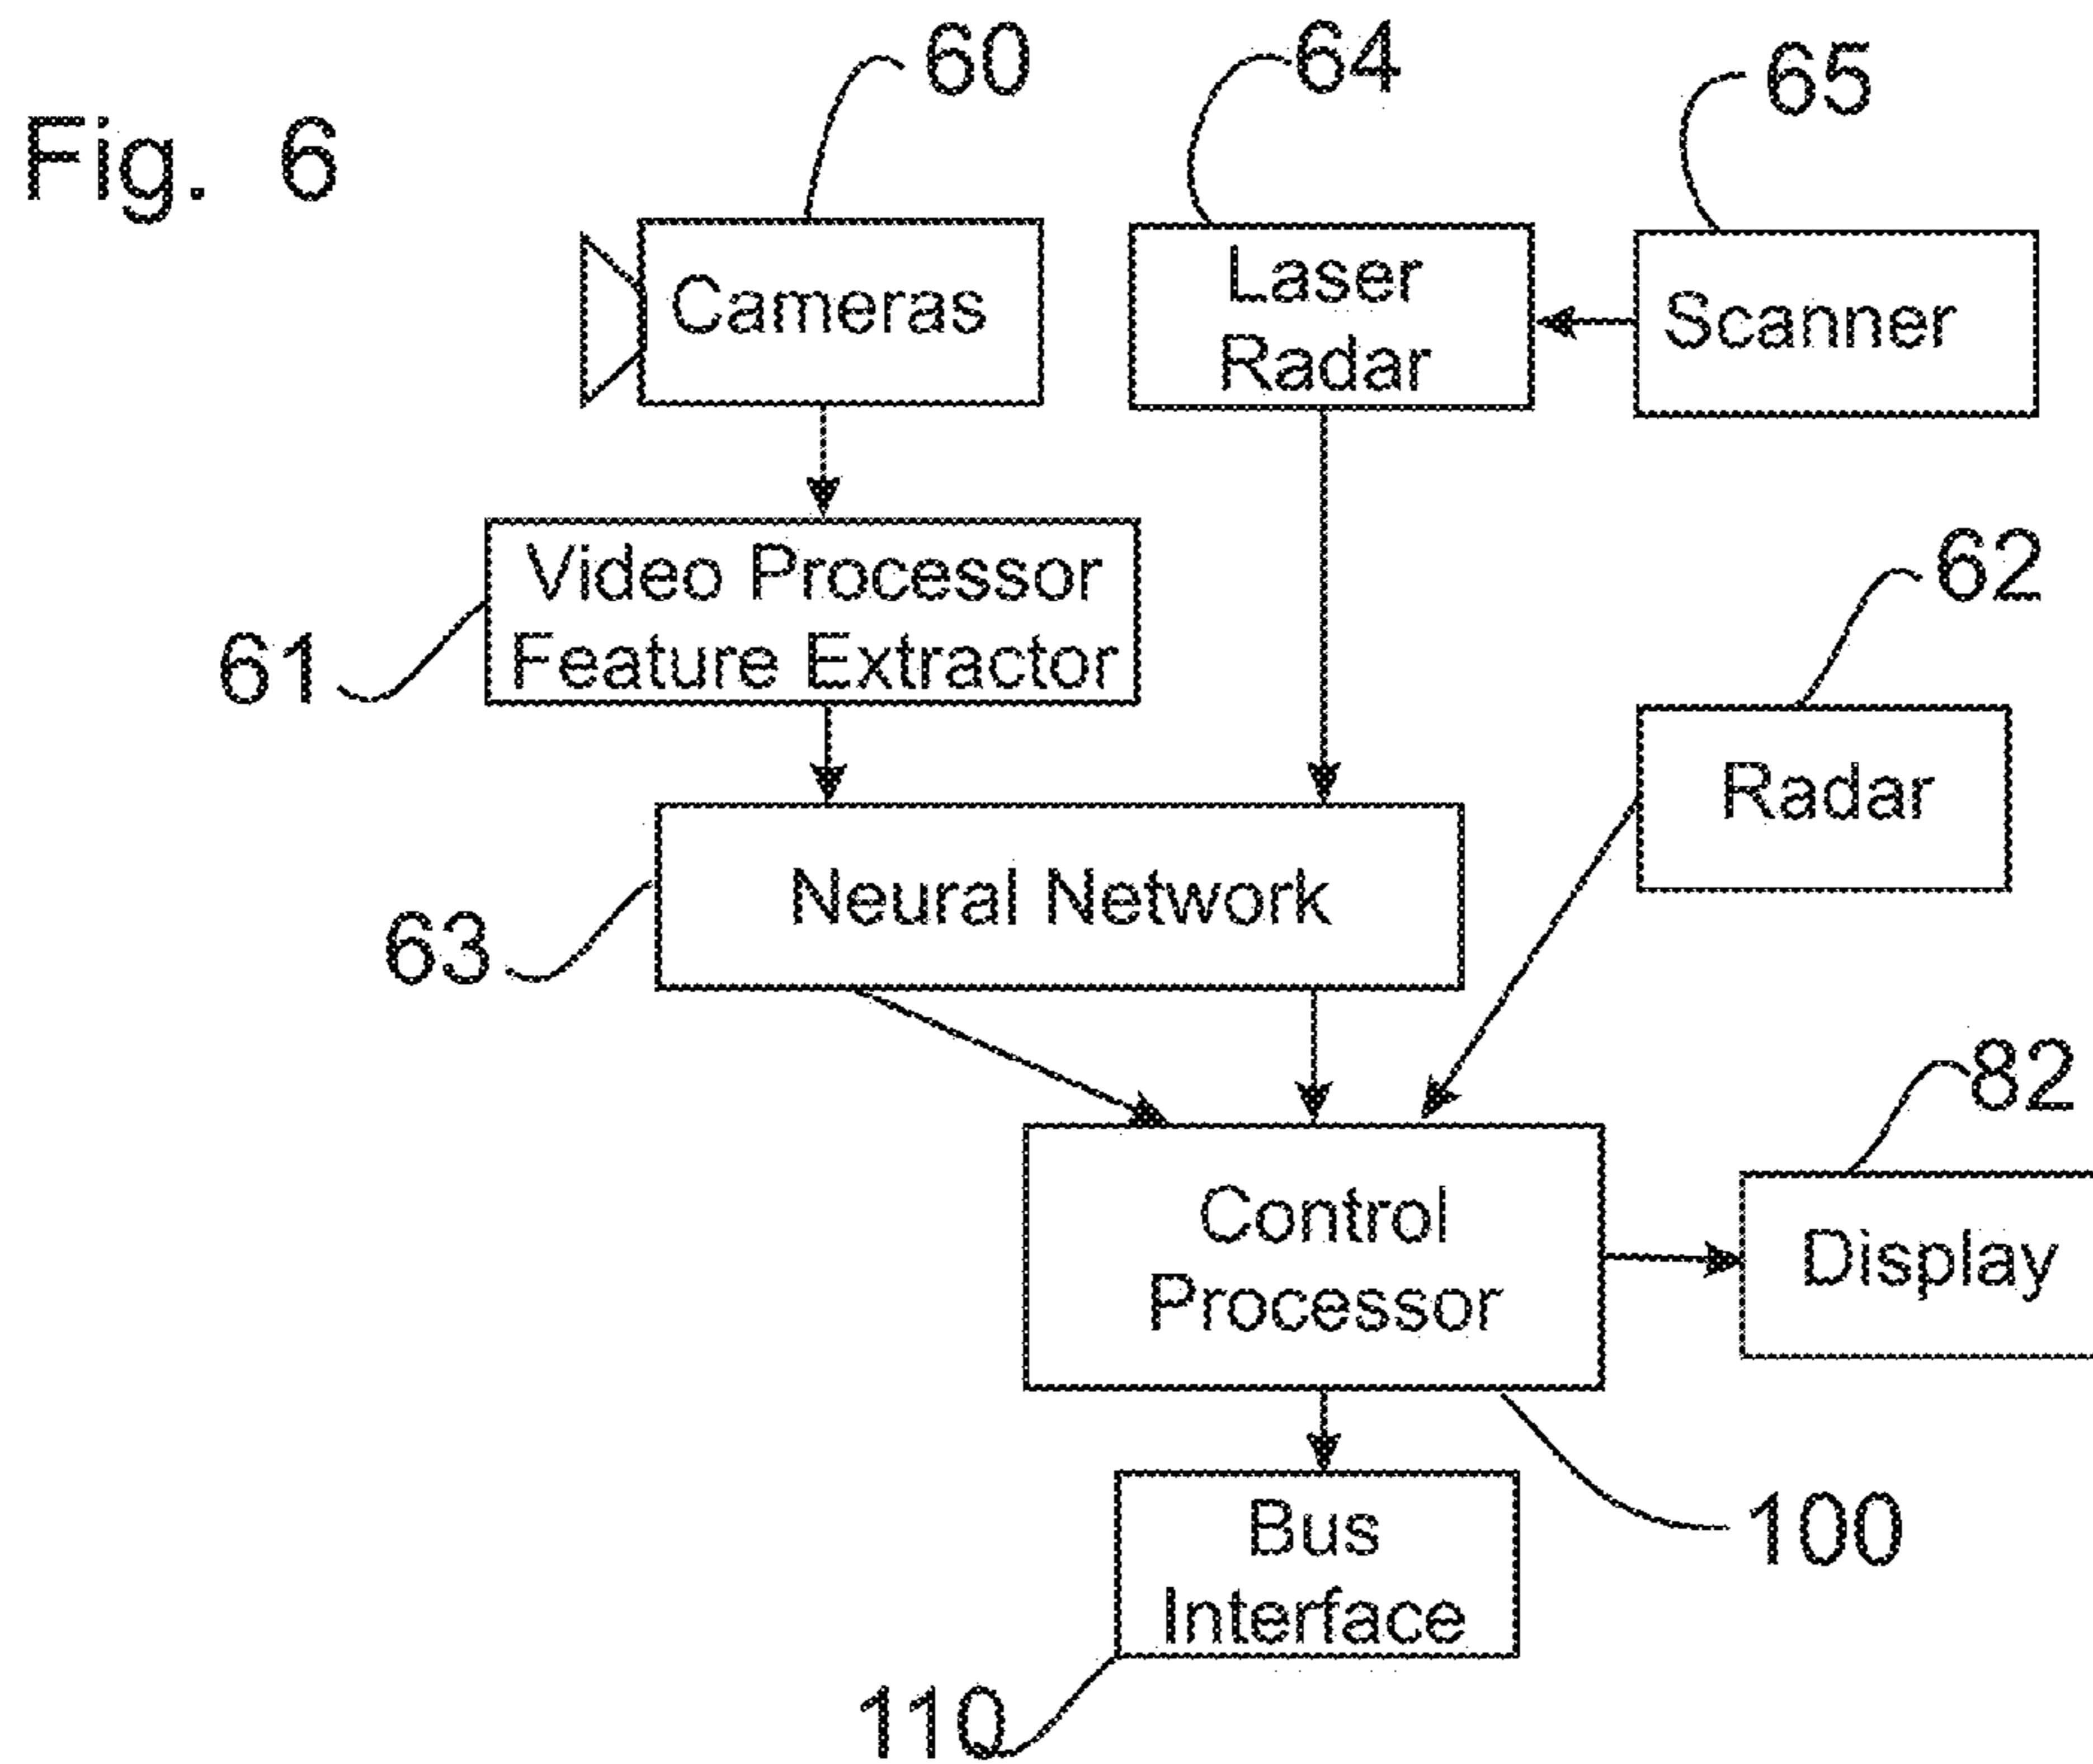 Fig. 6
60
64
65
Cameras
Laser
Radar
Scanner
Video Processor
Feature Extractor
61
62
Radar
Neural Network
63
82
Control
Processor
Display
100
Bus
Interface
110